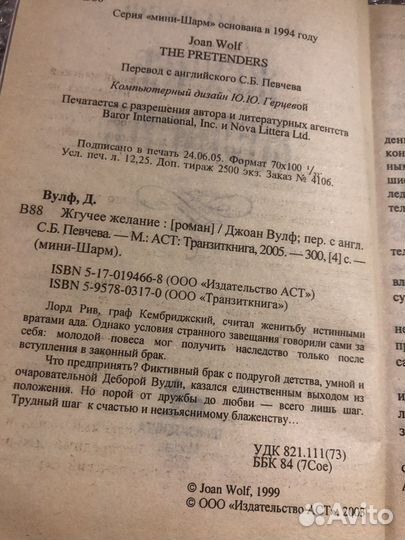 Серия «мини-Шарм» основана в 1994 году
Joan Wolf
THE PRETENDERS
Перевод с английского С.Б. Певчева
Компьютерный дизайн Ю.Ю. Герцевой
Печатается с разрешения автора и литературных агентств
Baror International, Inc. и Nova Littera Ltd.
Подписано в печать 24.06.05. Формат 70x100 1/
Усл. печ. л. 12,25. Доп. тираж 2500 экз. Заказ № 4106.
Вулф, Д.
В88 Жгучее желание : [роман] / Джоан Вулф; пер. с англ.
С.Б. Певчева. — М.: АСТ: Транзиткнига, 2005. — 300, [4] с. —
(мини-Шарм).
ISBN 5-17-019466-8 (ООО «Издательство АСТ»)
ISBN 5-9578-0317-0 (ООО «Транзиткнига»)
Лорд Рив, граф Кембриджский, считал женитьбу истинными
вратами ада. Однако условия странного завещания говорили сами за
себя: молодой повеса мог получить наследство только после
вступления в законный брак.
Что предпринять? Фиктивный брак с подругой детства, умной и
очаровательной Деборой Вудли, казался единственным выходом из
положения. Но порой от дружбы до любви — всего лишь шаг.
Трудный шаг к счастью и неизъяснимому блаженству...
УДК 821.111(73)
ББК 84 (7Сое)
© Joan Wolf, 1999
© ООО «Издательство АСТ», 2005
Avito